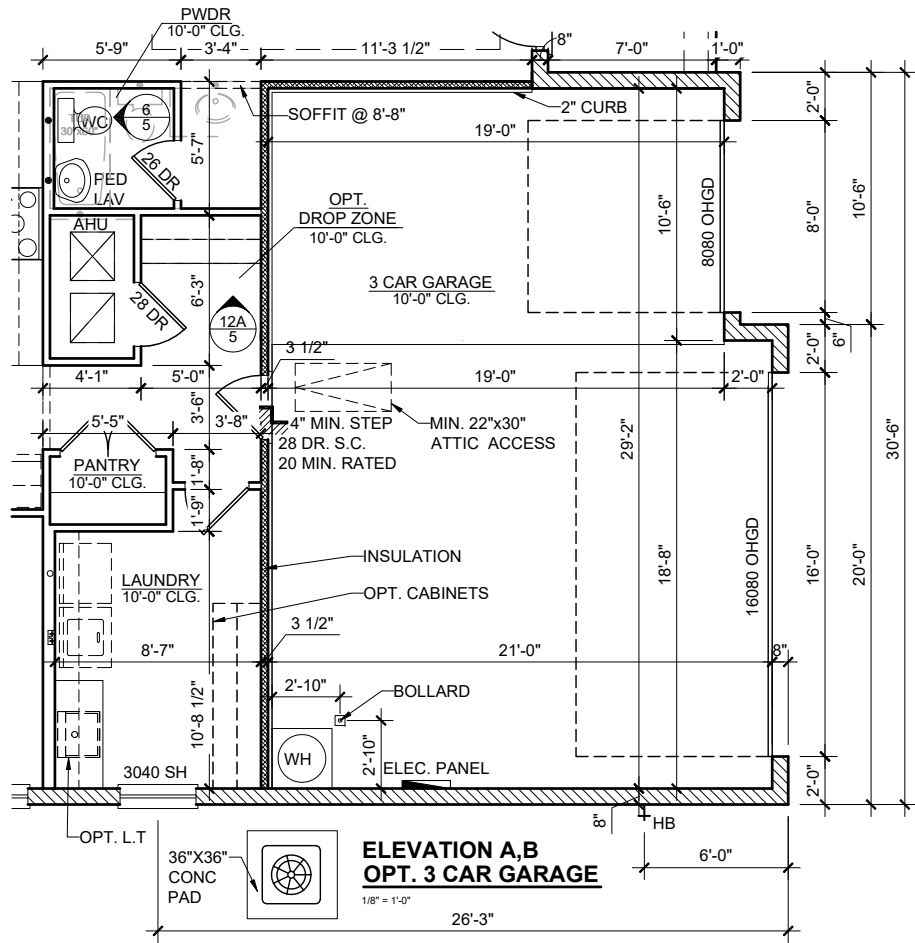 PWDR
10'-0" CLG.
5'-9"
3'-4"
11'-3 1/2"
8"
7'-0"
1'-0"
SOFFIT @ 8'-8"
2" CURB
2'-0"
WC
6
5
19'-0"
5'-7"
26 DR
PED
LAV
OPT.
DROP ZONE
10'-0" CLG.
10'-6"
8080 OHGD
8'-0"
10'-6"
AHU
6'-3"
3 CAR GARAGE
10'-0" CLG.
28 DR
12A
5
3 1/2"
6"
2'-0"
4'-1"
5'-0"
19'-0"
2'-0"
3'-6"
5'-5"
3'-8"
4" MIN. STEP
28 DR. S.C.
20 MIN. RATED
MIN. 22"x30"
ATTIC ACCESS
29'-2"
30'-6"
PANTRY
10'-0" CLG.
1'-8"
1'-9"
INSULATION
18'-8"
16080 OHGD
16'-0"
20'-0"
LAUNDRY
10'-0" CLG.
OPT. CABINETS
3 1/2"
8'-7"
21'-0"
8"
2'-10"
BOLLARD
10'-8 1/2"
2'-10"
WH
3040 SH
ELEC. PANEL
2'-0"
OPT. L.T
8"
HB
36"X36"
CONC
PAD
ELEVATION A,B
OPT. 3 CAR GARAGE
1/8" = 1'-0"
6'-0"
26'-3"